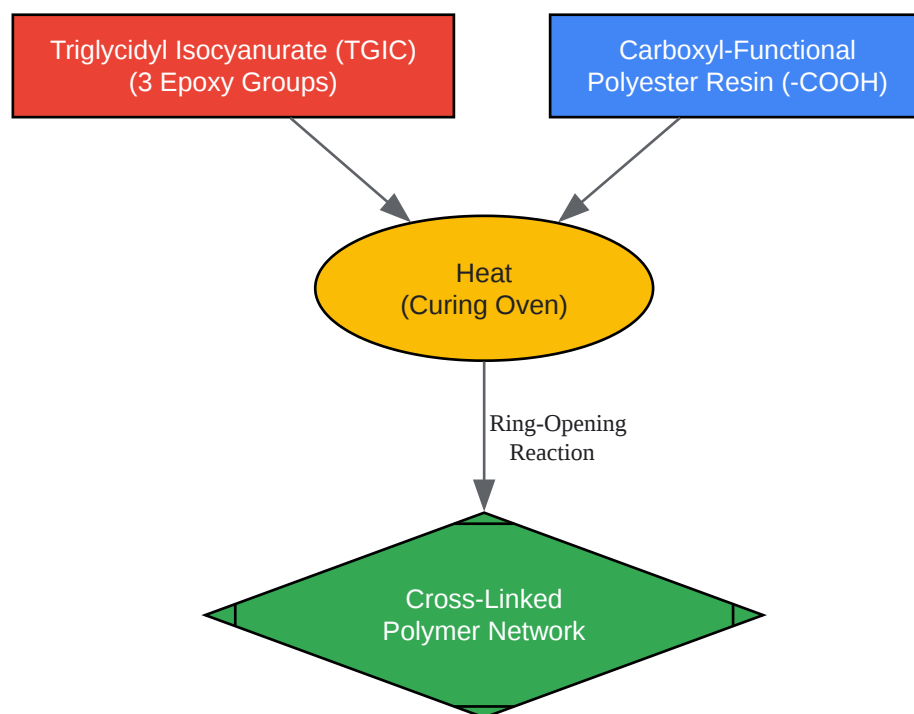 Triglycidyl Isocyanurate (TGIC)
(3 Epoxy Groups)
Carboxyl-Functional
Polyester Resin (-COOH)
Heat
(Curing Oven)
Ring-Opening
Reaction
Cross-Linked
Polymer Network